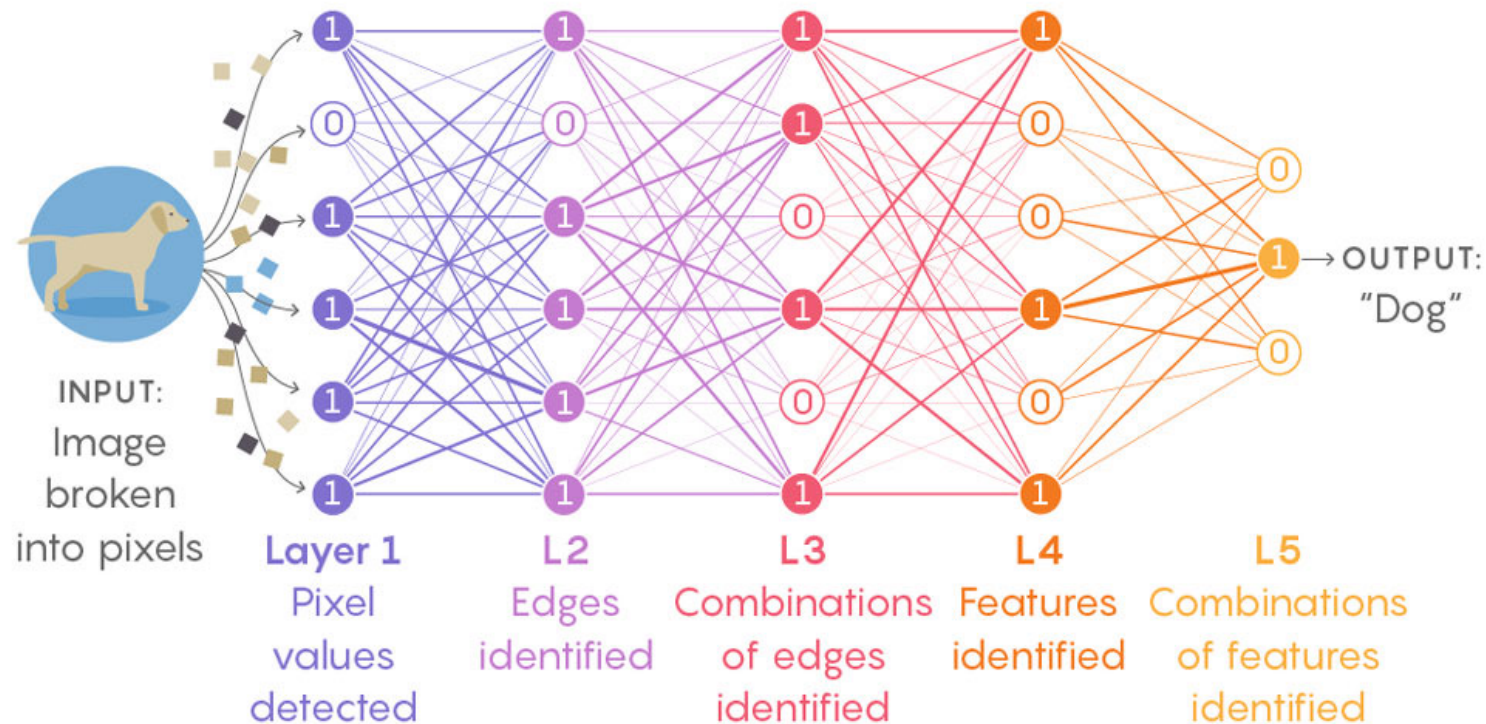 1 1 1 1
0 0 1 0
0
1 1 0 0
1 OUTPUT:
"Dog"
1 1 1 1
0
INPUT:
Image
broken
into pixels
1 1 0 0
1 1 1 1
Layer 1
Pixel
values
detected
L2
Edges
identified
L3
Combinations
of edges
identified
L4
Features
identified
L5
Combinations
of features
identified